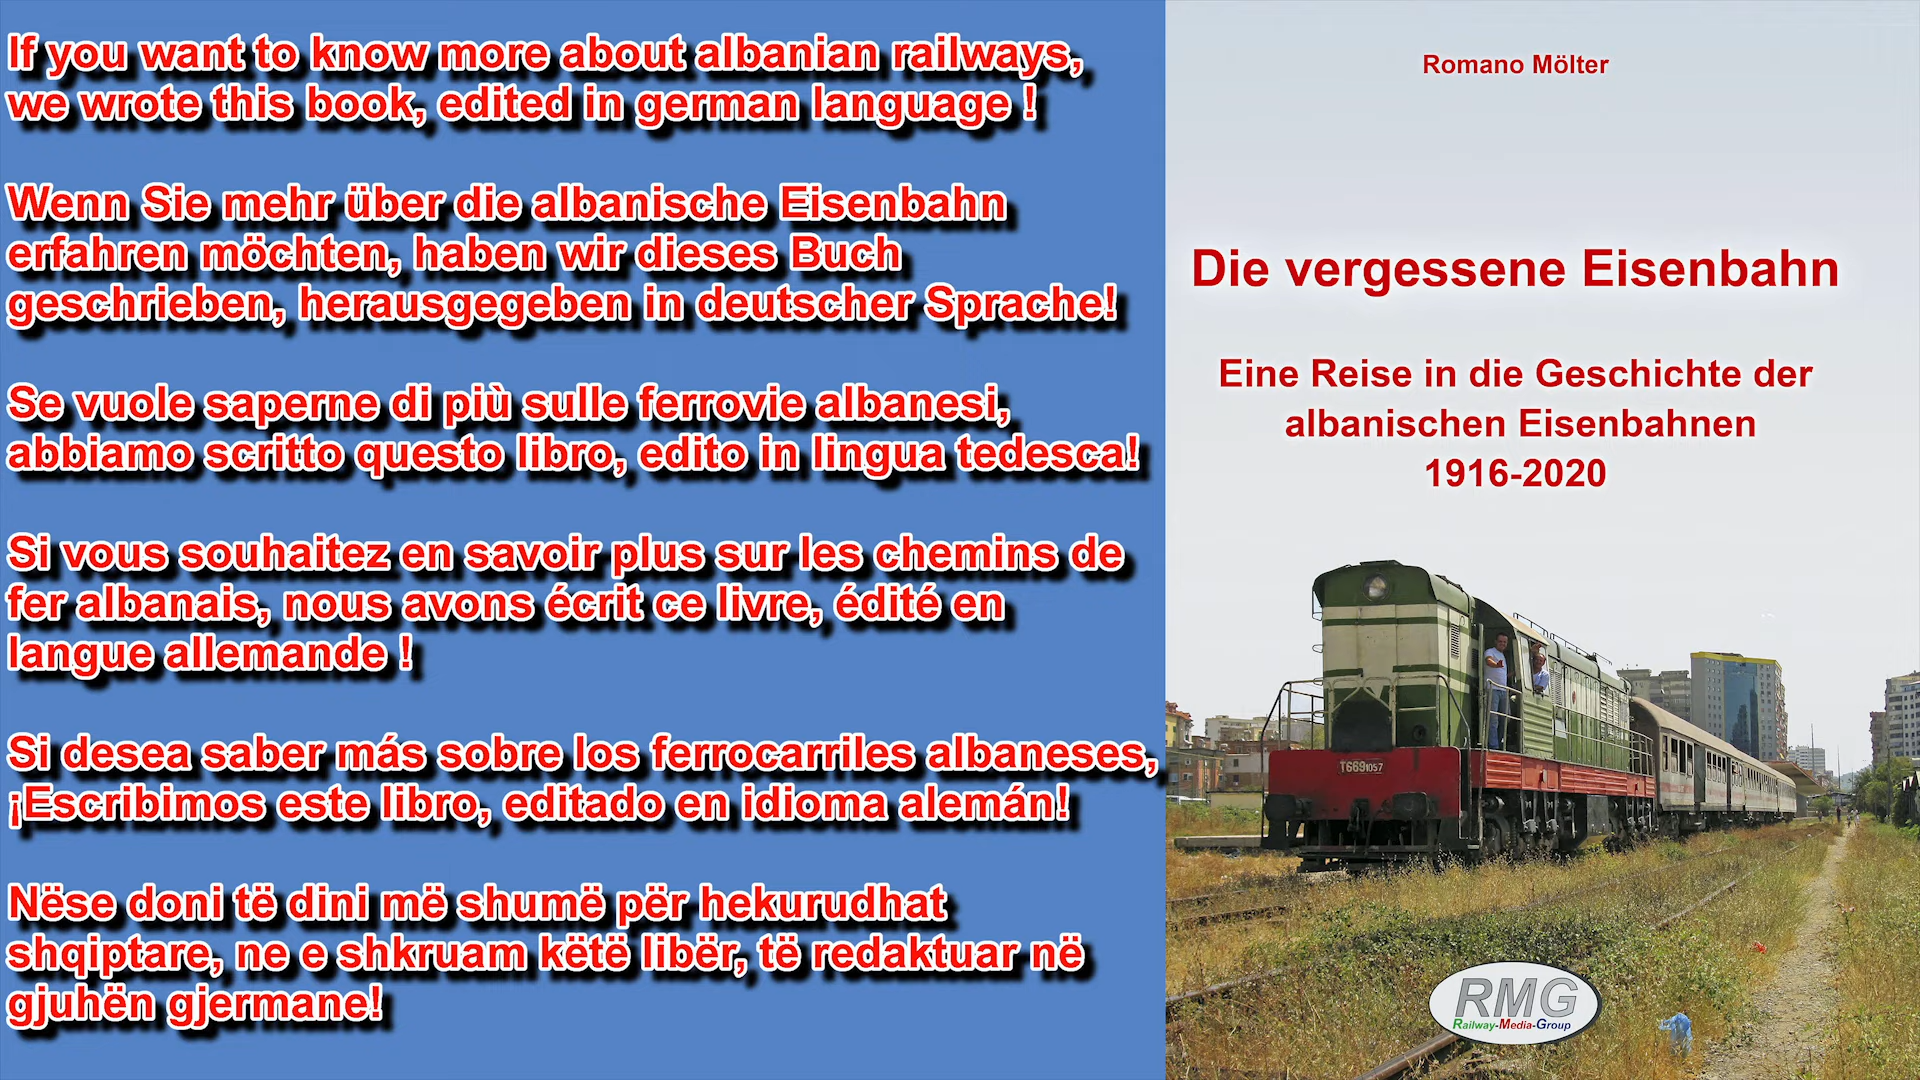 If you want to know more about albanian railways,
we wrote this book, edited in german language !
Wenn Sie mehr über die albanische Eisenbahn
erfahren möchten, haben wir dieses Buch
geschrieben, herausgegeben in deutscher Sprache!
Se vuole saperne di più sulle ferrovie albanesi,
abbiamo scritto questo libro, edito in lingua tedesca!
Si vous souhaitez en savoir plus sur les chemins de
fer albanais, nous avons écrit ce livre, édité en
langue allemande !
Si desea saber más sobre los ferrocarriles albaneses,
¡Escribimos este libro, editado en idioma alemán!
Nëse doni të dini më shumë për hekurudhat
shqiptare, ne e shkruam këtë libër, të redaktuar në
gjuhën gjermane!
Romano Mölter
Die vergessene Eisenbahn
Eine Reise in die Geschichte der
albanischen Eisenbahnen
1916-2020
T6691057
RMG
Railway-Media-Group